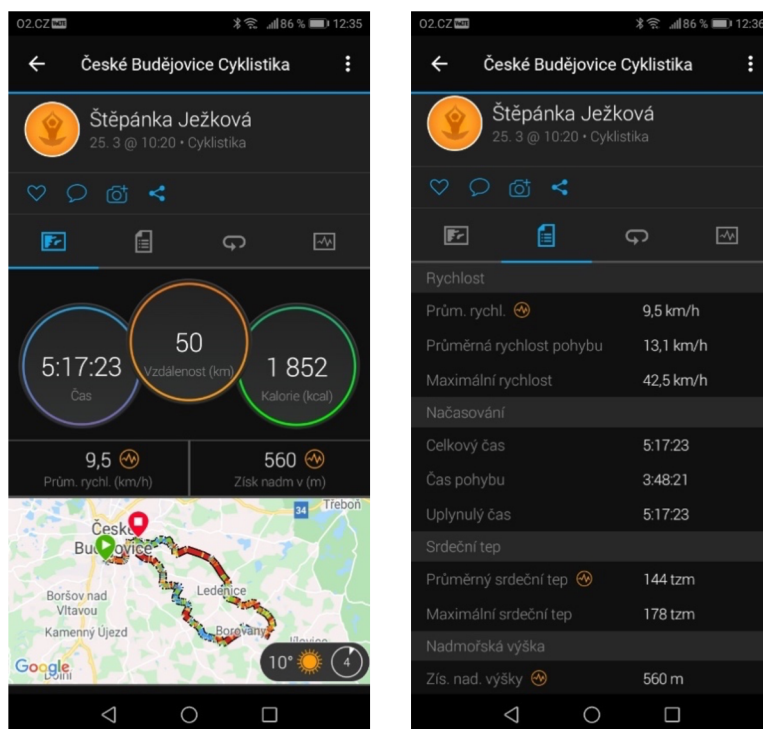 O2.CZ VoLTE 86 % 12:35
České Budějovice Cyklistika
Štěpánka Ježková
25. 3 @ 10:20 • Cyklistika
50
Vzdálenost (km)
5:17:23
Čas
1 852
Kalorie (kcal)
9,5
Prům. rychl. (km/h)
560
Získ nadm v (m)
Třeboň
34
České
Budějovice
Boršov nad
Vltavou
Ledenice
Kamenný Újezd
Borovany
Jílovice
Google
Dolní
10°
4
O2.CZ VoLTE 86 % 12:36
České Budějovice Cyklistika
Štěpánka Ježková
25. 3 @ 10:20 • Cyklistika
Rychlost
Prům. rychl. 9,5 km/h
Průměrná rychlost pohybu 13,1 km/h
Maximální rychlost 42,5 km/h
Načasování
Celkový čas 5:17:23
Čas pohybu 3:48:21
Uplynulý čas 5:17:23
Srdeční tep
Průměrný srdeční tep 144 tzm
Maximální srdeční tep 178 tzm
Nadmořská výška
Zís. nad. výšky 560 m